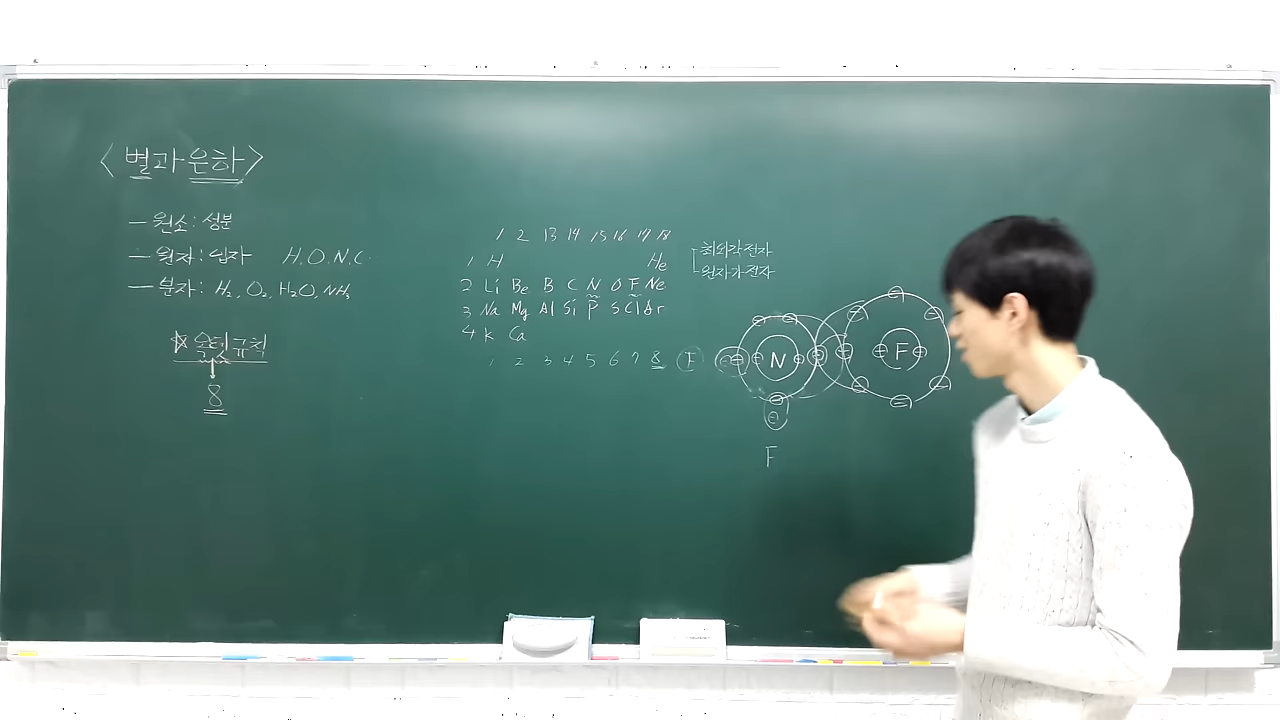 <별과 은하>
- 원소: 성분
- 원자: 입자 H. O. N. C.
- 분자: H₂, O₂, H₂O, NH₃
☆ 옥텟 규칙
8
1 2 13 14 15 16 17 18
1 H He
2 Li Be B C N O F Ne
3 Na Mg Al Si P S Cl Ar
4 K Ca
1 2 3 4 5 6 7 8 F
최외각 전자
원자가 전자
N F
F